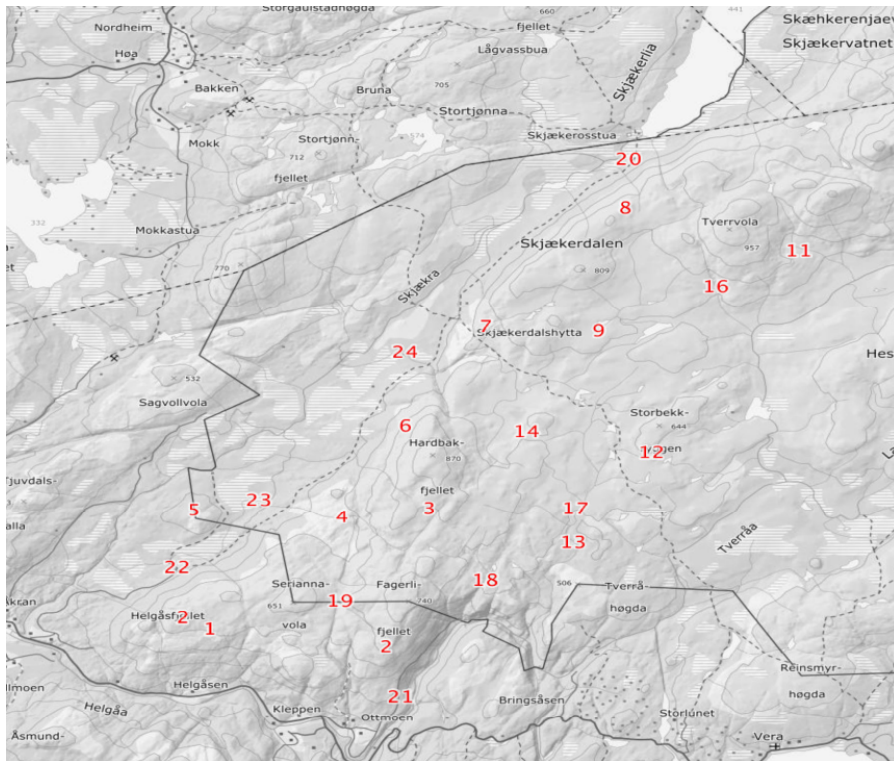 Storgaulstadhøgda
660
fjellet
441
Skæhkerenjaev
Skjækervatnet
Nordheim
Høa
Lågvassbua
Skjækerlia
Bakken
Bruna
705
Stortjønna
Mokk
Stortjønn-
574
Skjækerosstua
712
fjellet
20
8
Mokkastua
332
Tverrvola
957
11
Skjækerdalen
809
770
Skjækra
16
7
Skjækerdalshytta
9
24
532
Sagvollvola
Storbekk-
644
6
14
Hardbak-
870
12
fjellet
23
5
4
3
17
13
Tverråa
22
18
Serianna-
Fagerli-
506
Tverrå-
høgda
19
651
vola
740
Helgåsfjellet
2
1
fjellet
2
Åkran
Helgåsen
21
Reinsmyr-
høgda
Bringsåsen
Storlunet
Kleppen
Ottmoen
Helgåa
Åsmund-
Vera